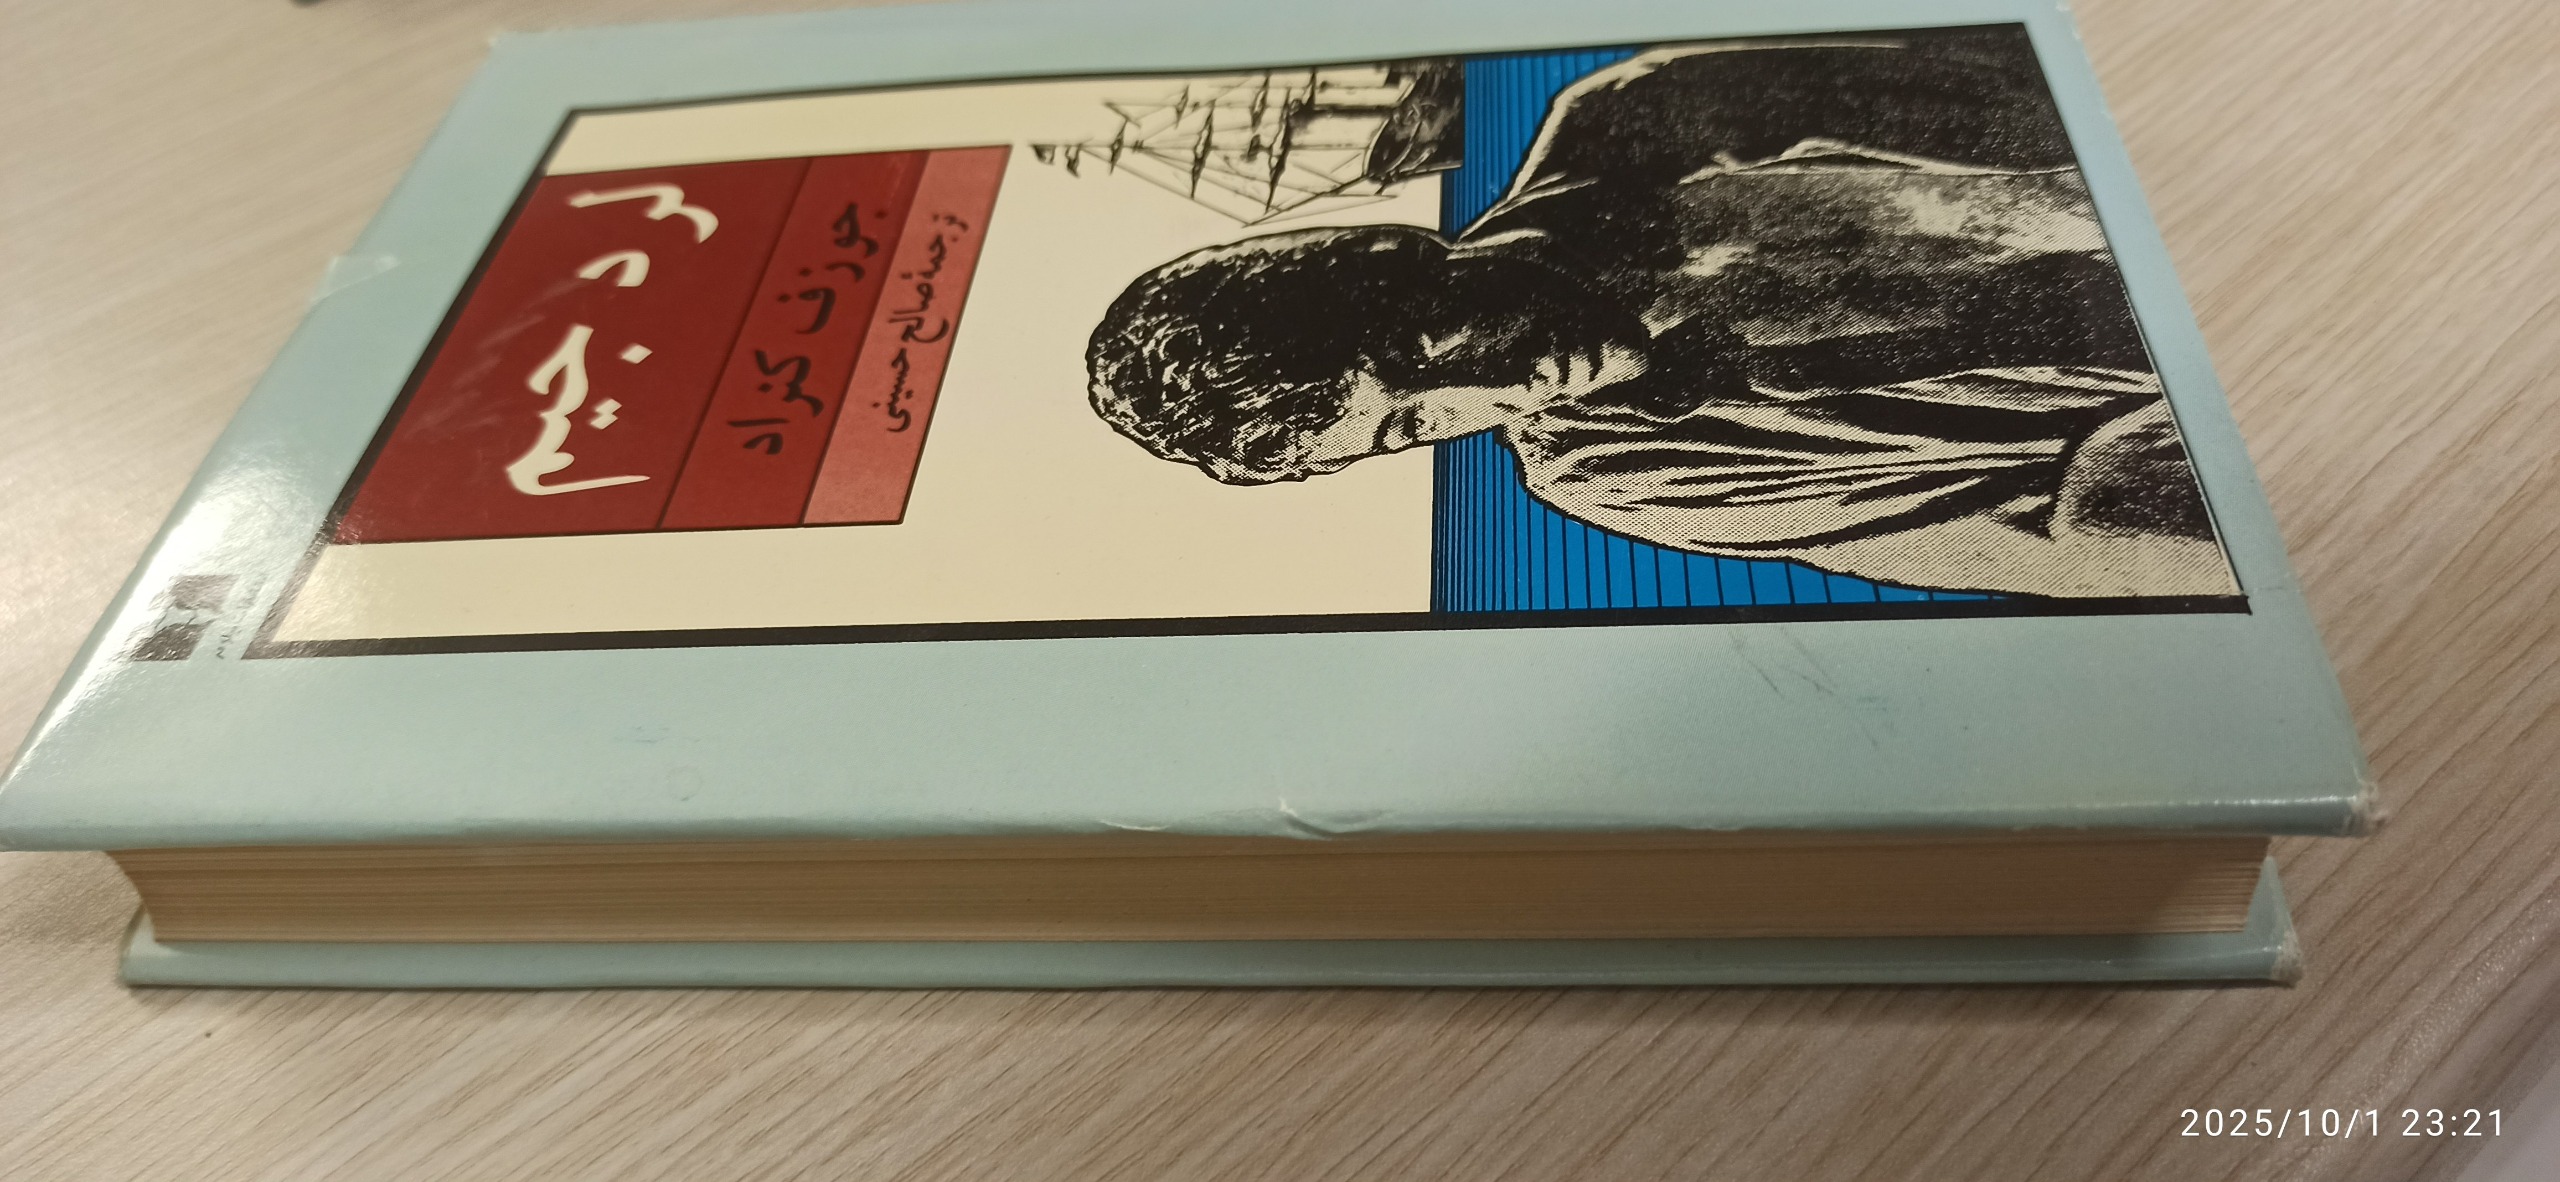 لرد جیم
جوزف کنراد
ترجمهٔ صالح حسینی
2025/10/1 23:21